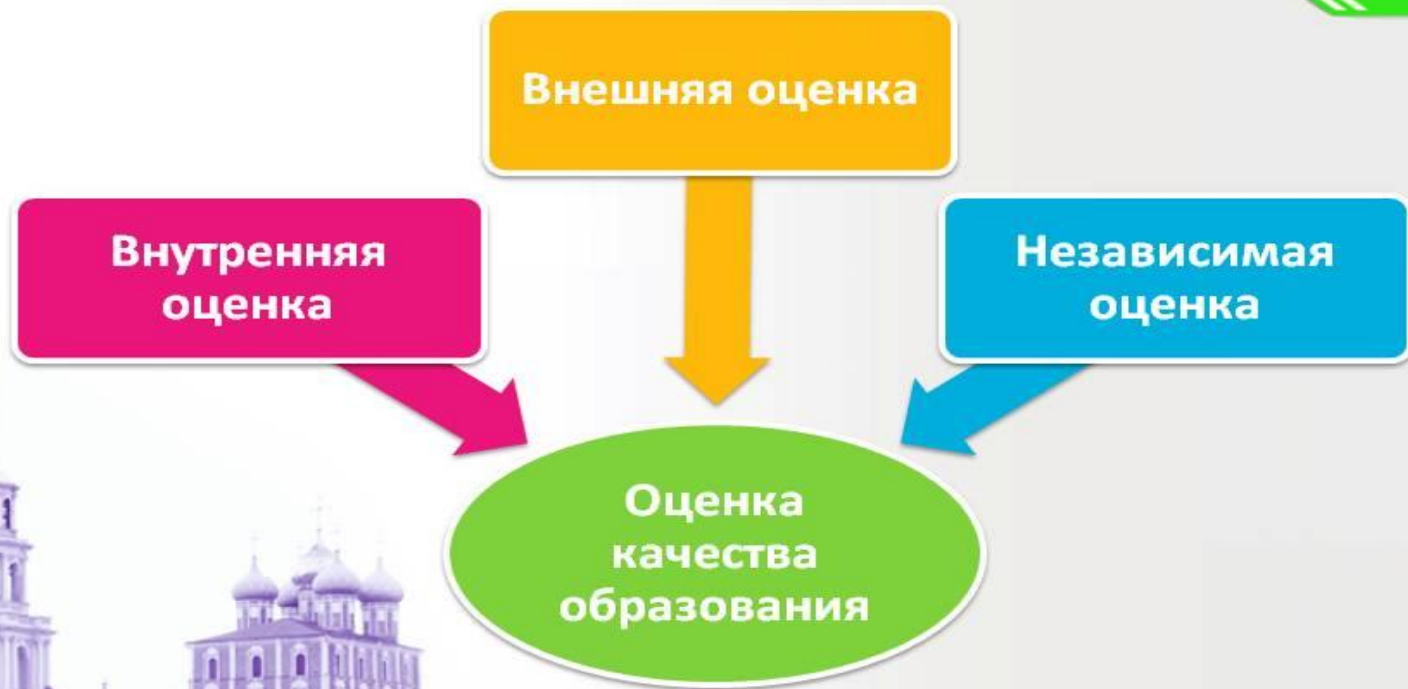 Внешняя оценка
Внутренняя
оценка
Независимая
оценка
Оценка
качества
образования